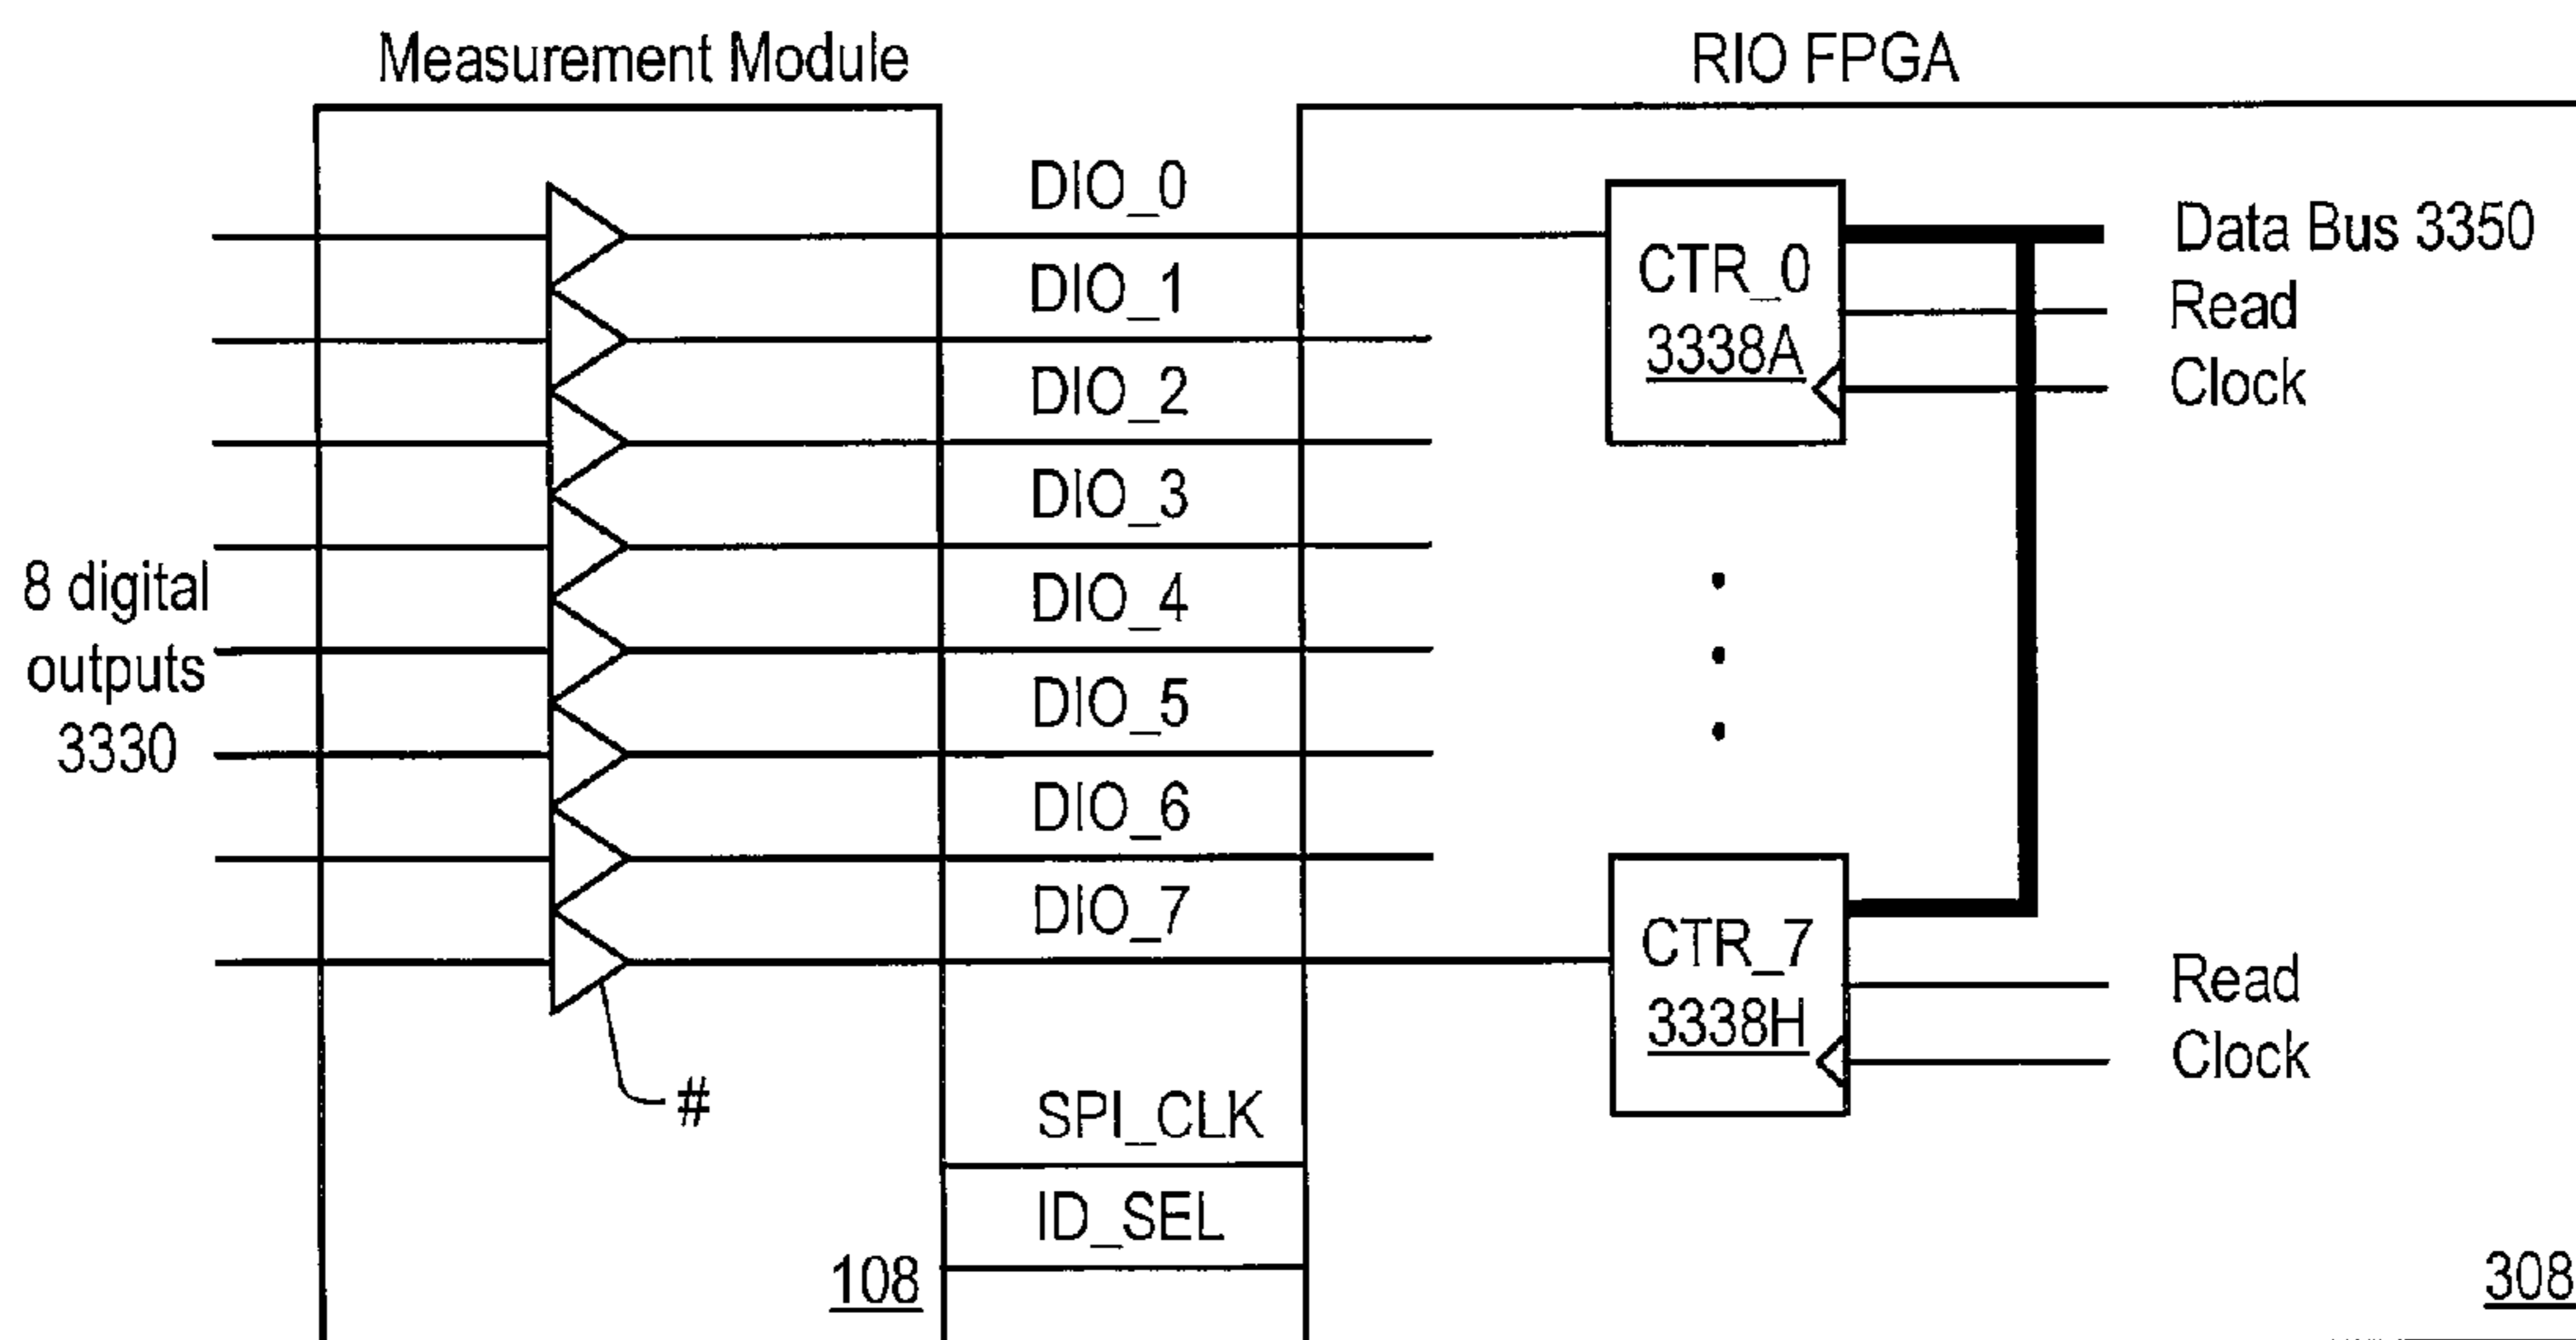 Measurement Module
RIO FPGA
DIO_0
DIO_1
DIO_2
DIO_3
DIO_4
DIO_5
DIO_6
DIO_7
SPI_CLK
ID_SEL
8 digital
outputs
3330
#
108
CTR_0
3338A
Data Bus 3350
Read
Clock
CTR_7
3338H
Read
Clock
308